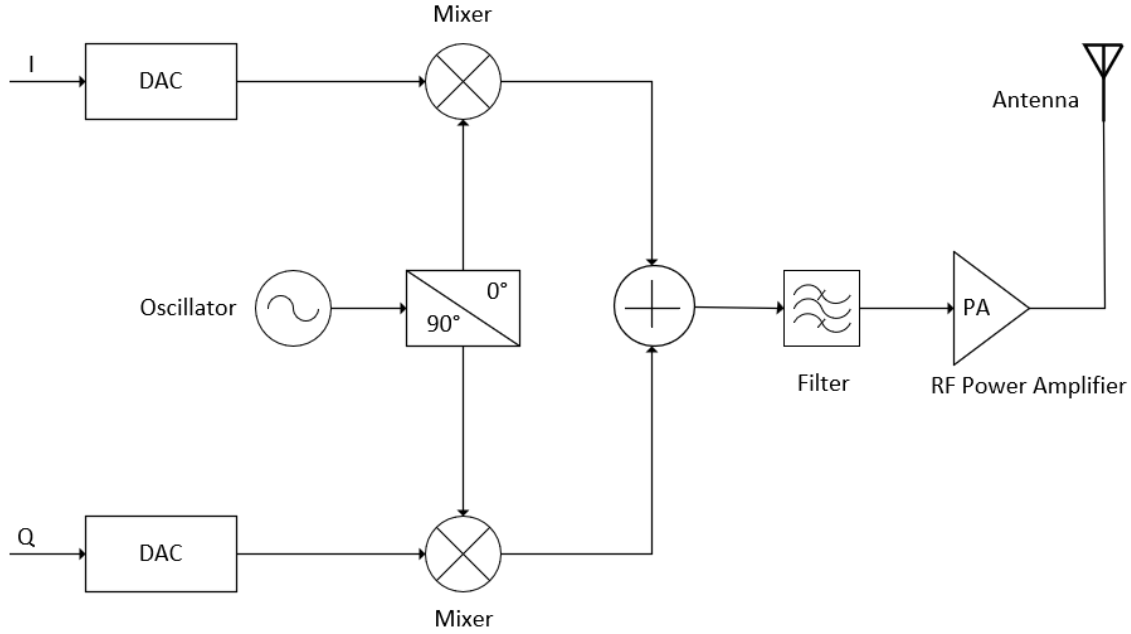 Mixer
I
DAC
Antenna
Oscillator
0°
90°
PA
Filter
RF Power Amplifier
Q
DAC
Mixer